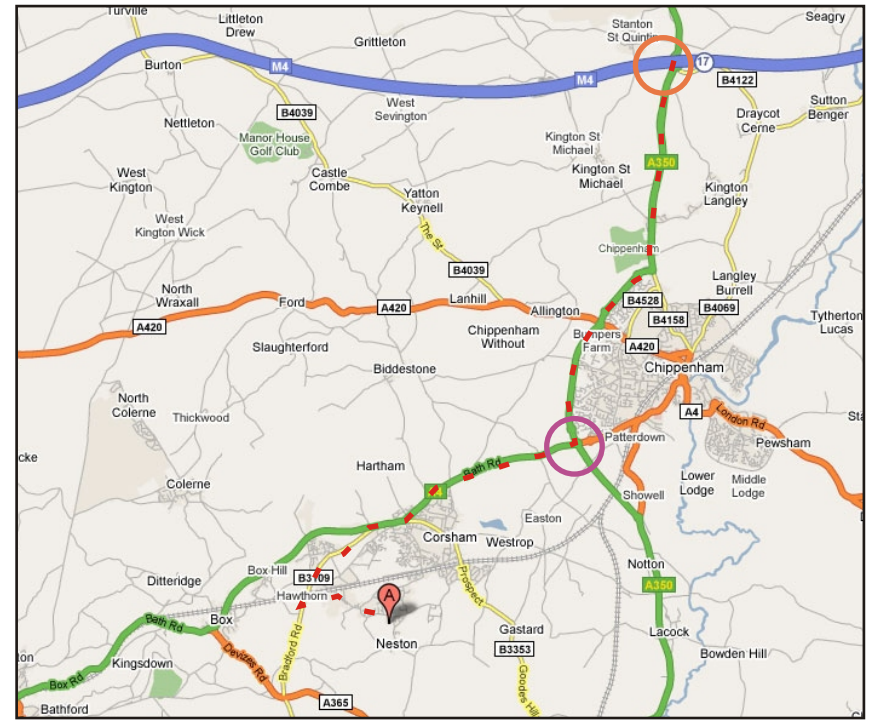 Turville
Littleton
Drew
Grittleton
Stanton
St Quintin
Seagry
Burton
M4
M4
17
B4122
B4039
West
Sevington
Nettleton
Manor House
Golf Club
Draycot
Cerne
Sutton
Benger
Kington St
Michael
A350
Kington St
Michael
West
Kington
Castle
Combe
Yatton
Keynell
Kington
Langley
West
Kington Wick
The St
Chippenham
B4039
Langley
Burrell
North
Wraxall
Ford
A420
Lanhill
Allington
B4528
B4069
B4158
Tytherton
Lucas
A420
Chippenham
Without
Bumpers
Farm
A420
Slaughterford
Biddestone
Chippenham
North
Colerne
Thickwood
A4
London Rd
Sta
Patterdown
Pewsham
cke
Hartham
Bath Rd
Colerne
Lower
Lodge
Middle
Lodge
Showell
Easton
Corsham
Westrop
Box Hill
Notton
Ditteridge
B3109
Prospect
A350
Hawthorn
A
Box
Bath Rd
Gastard
Lacock
Neston
B3353
Bowden Hill
ton
Kingsdown
Devizes Rd
Bradford Rd
Box Rd
Goodes Hill
A365
Bathford